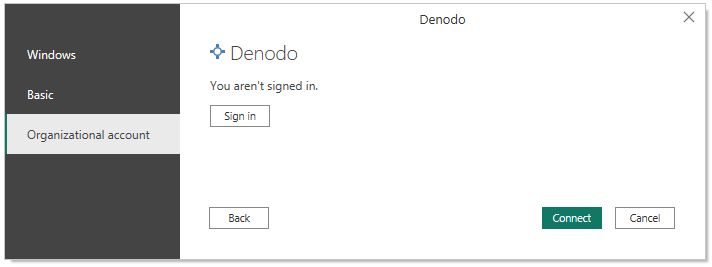 Denodo
Windows
Basic
Organizational account
Denodo
You aren't signed in.
Sign in
Back
Connect
Cancel